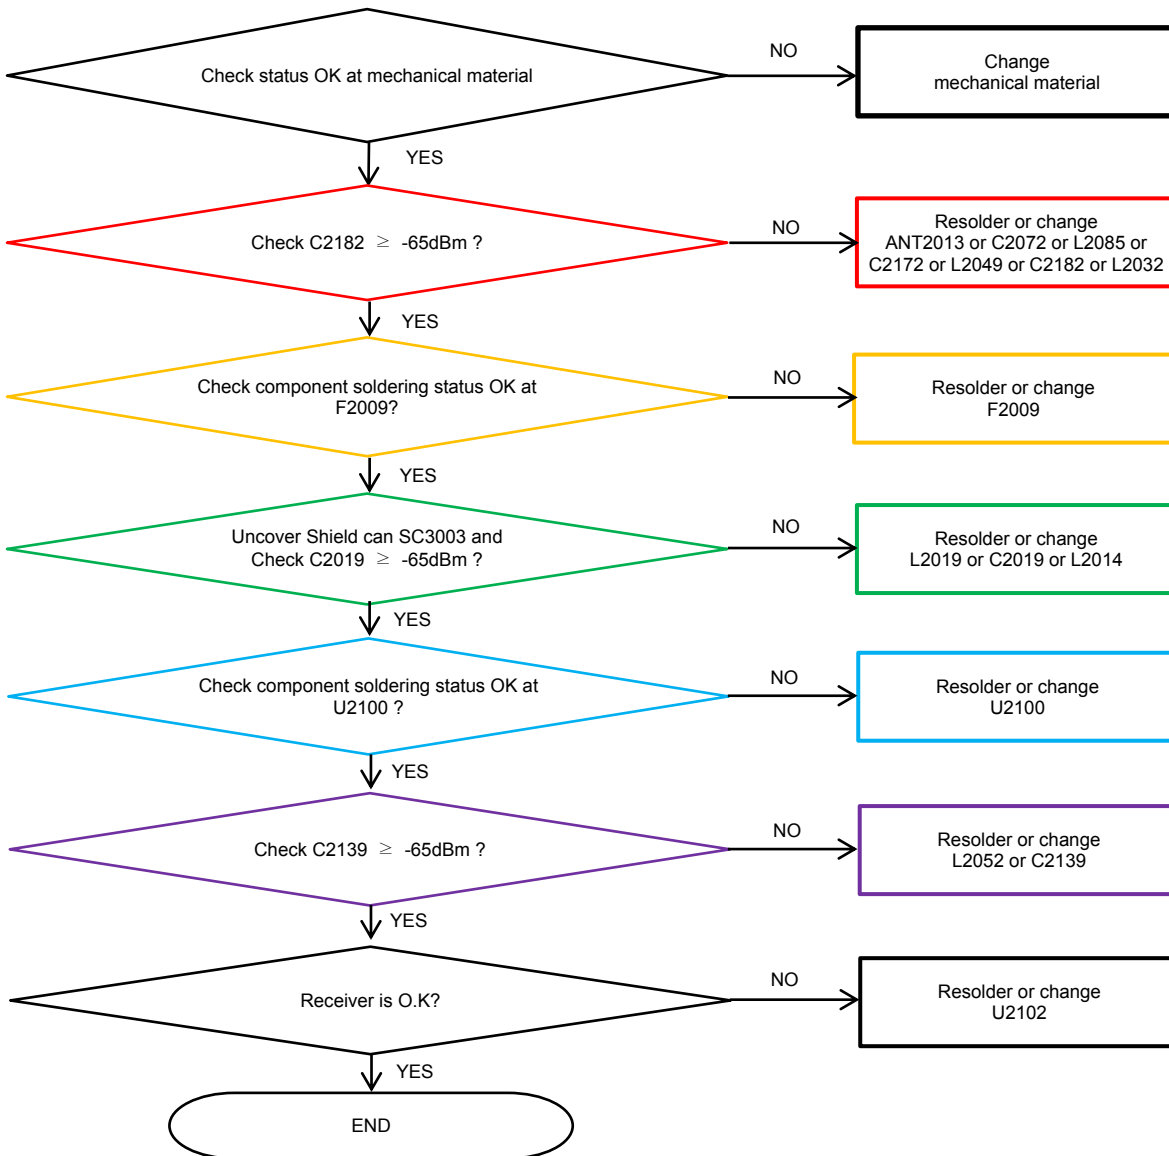 Check status OK at mechanical material
NO
Change
mechanical material
YES
Check C2182 ≥ -65dBm ?
NO
Resolder or change
ANT2013 or C2072 or L2085 or
C2172 or L2049 or C2182 or L2032
YES
Check component soldering status OK at
F2009?
NO
Resolder or change
F2009
YES
Uncover Shield can SC3003 and
Check C2019 ≥ -65dBm ?
NO
Resolder or change
L2019 or C2019 or L2014
YES
Check component soldering status OK at
U2100 ?
NO
Resolder or change
U2100
YES
Check C2139 ≥ -65dBm ?
NO
Resolder or change
L2052 or C2139
YES
Receiver is O.K?
NO
Resolder or change
U2102
YES
END